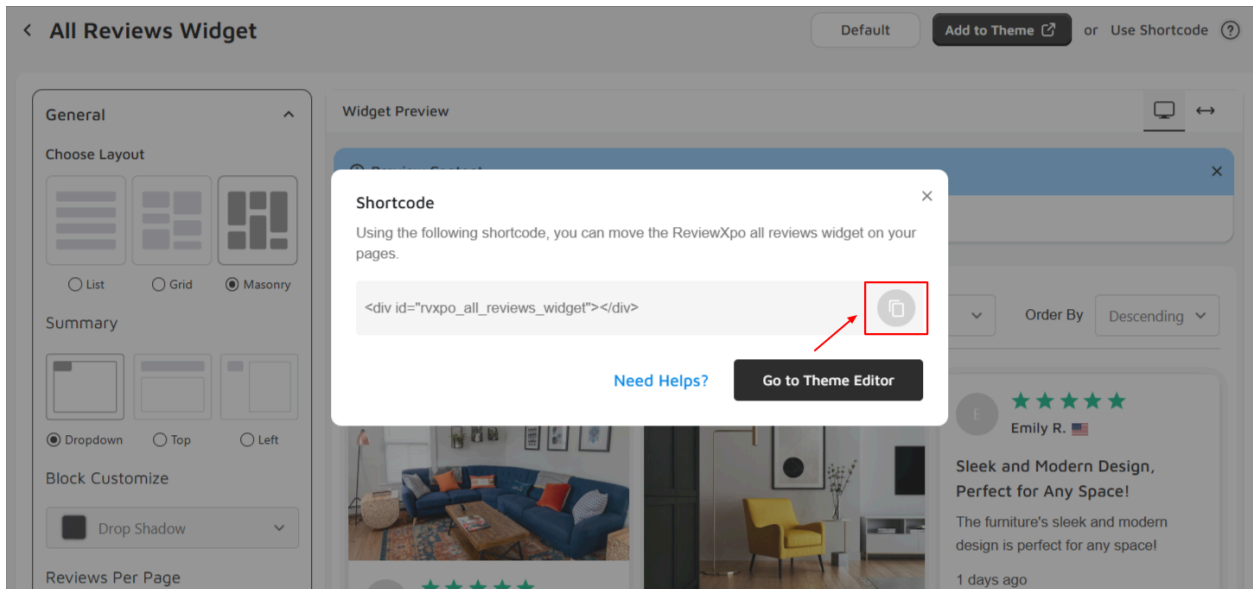 All Reviews Widget
Default
Add to Theme
or Use Shortcode
General
Choose Layout
List
Grid
Masonry
Summary
Dropdown
Top
Left
Block Customize
Drop Shadow
Reviews Per Page
Widget Preview
Shortcode
Using the following shortcode, you can move the ReviewXpo all reviews widget on your
pages.
<div id="rvxpo_all_reviews_widget"></div>
Need Helps?
Go to Theme Editor
Order By
Descending
E
Emily R.
Sleek and Modern Design,
Perfect for Any Space!
The furniture's sleek and modern
design is perfect for any space!
1 days ago